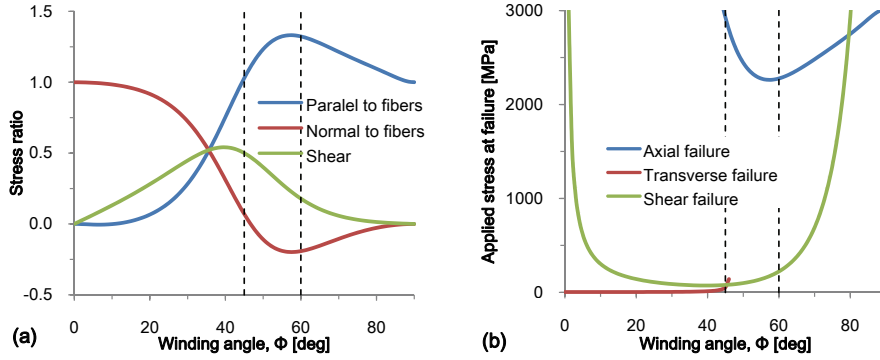 1.5
1.0
0.5
0.0
-0.5
Stress ratio
Paralel to fibers
Normal to fibers
Shear
0 20 40 60 80
Winding angle, Φ [deg]
(a)
3000
2000
1000
0
Applied stress at failure [MPa]
Axial failure
Transverse failure
Shear failure
0 20 40 60 80
Winding angle, Φ [deg]
(b)